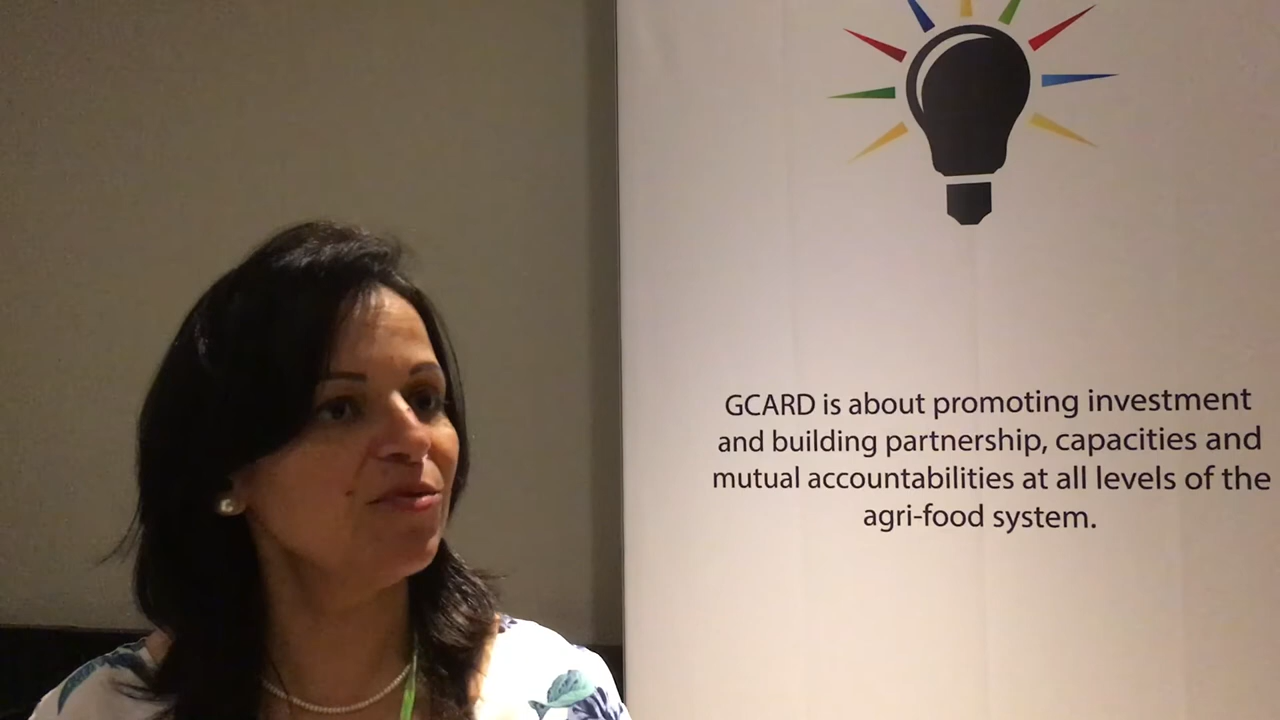 GCARD is about promoting investment
and building partnership, capacities and
mutual accountabilities at all levels of the
agri-food system.